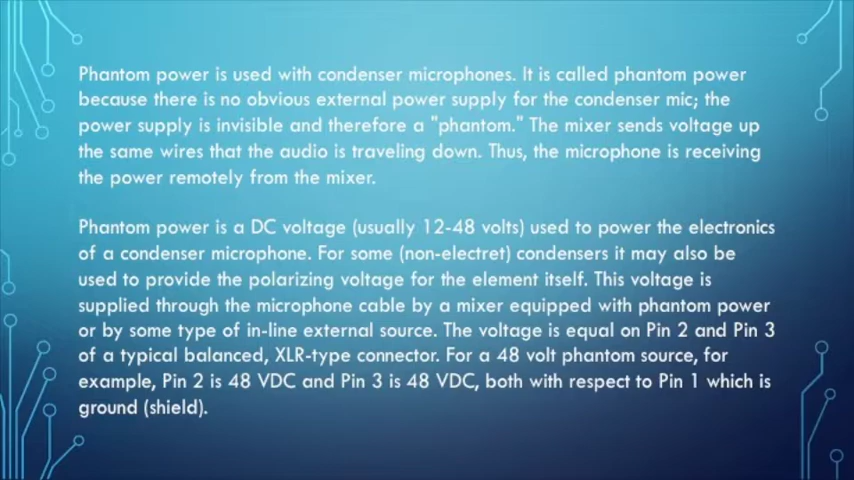 Phantom power is used with condenser microphones. It is called phantom power
because there is no obvious external power supply for the condenser mic; the
power supply is invisible and therefore a "phantom." The mixer sends voltage up
the same wires that the audio is traveling down. Thus, the microphone is receiving
the power remotely from the mixer.
Phantom power is a DC voltage (usually 12-48 volts) used to power the electronics
of a condenser microphone. For some (non-electret) condensers it may also be
used to provide the polarizing voltage for the element itself. This voltage is
supplied through the microphone cable by a mixer equipped with phantom power
or by some type of in-line external source. The voltage is equal on Pin 2 and Pin 3
of a typical balanced, XLR-type connector. For a 48 volt phantom source, for
example, Pin 2 is 48 VDC and Pin 3 is 48 VDC, both with respect to Pin 1 which is
ground (shield).